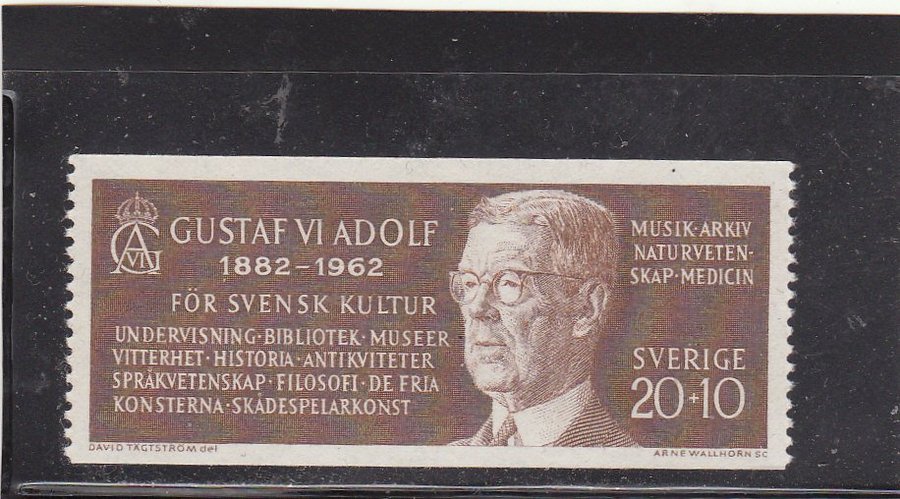 GUSTAF VI ADOLF
1882–1962
FÖR SVENSK KULTUR
UNDERVISNING·BIBLIOTEK·MUSEER
VITTERHET·HISTORIA·ANTIKVITETER
SPRÅKVETENSKAP·FILOSOFI·DE FRIA
KONSTERNA·SKÅDESPELARKONST
MUSIK·ARKIV
NATURVETEN-
SKAP·MEDICIN
SVERIGE
20+10
DAVID TÄGTSTRÖM del
ARNE WALLHORN SC